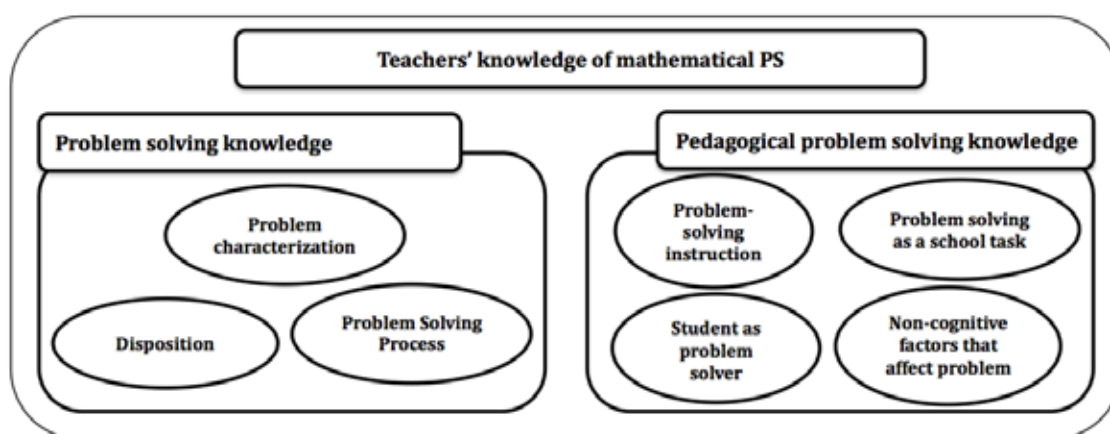 Teachers' knowledge of mathematical PS
Problem solving knowledge
Problem
characterization
Disposition
Problem Solving
Process
Pedagogical problem solving knowledge
Problem-
solving
instruction
Problem solving
as a school task
Student as
problem
solver
Non-cognitive
factors that
affect problem